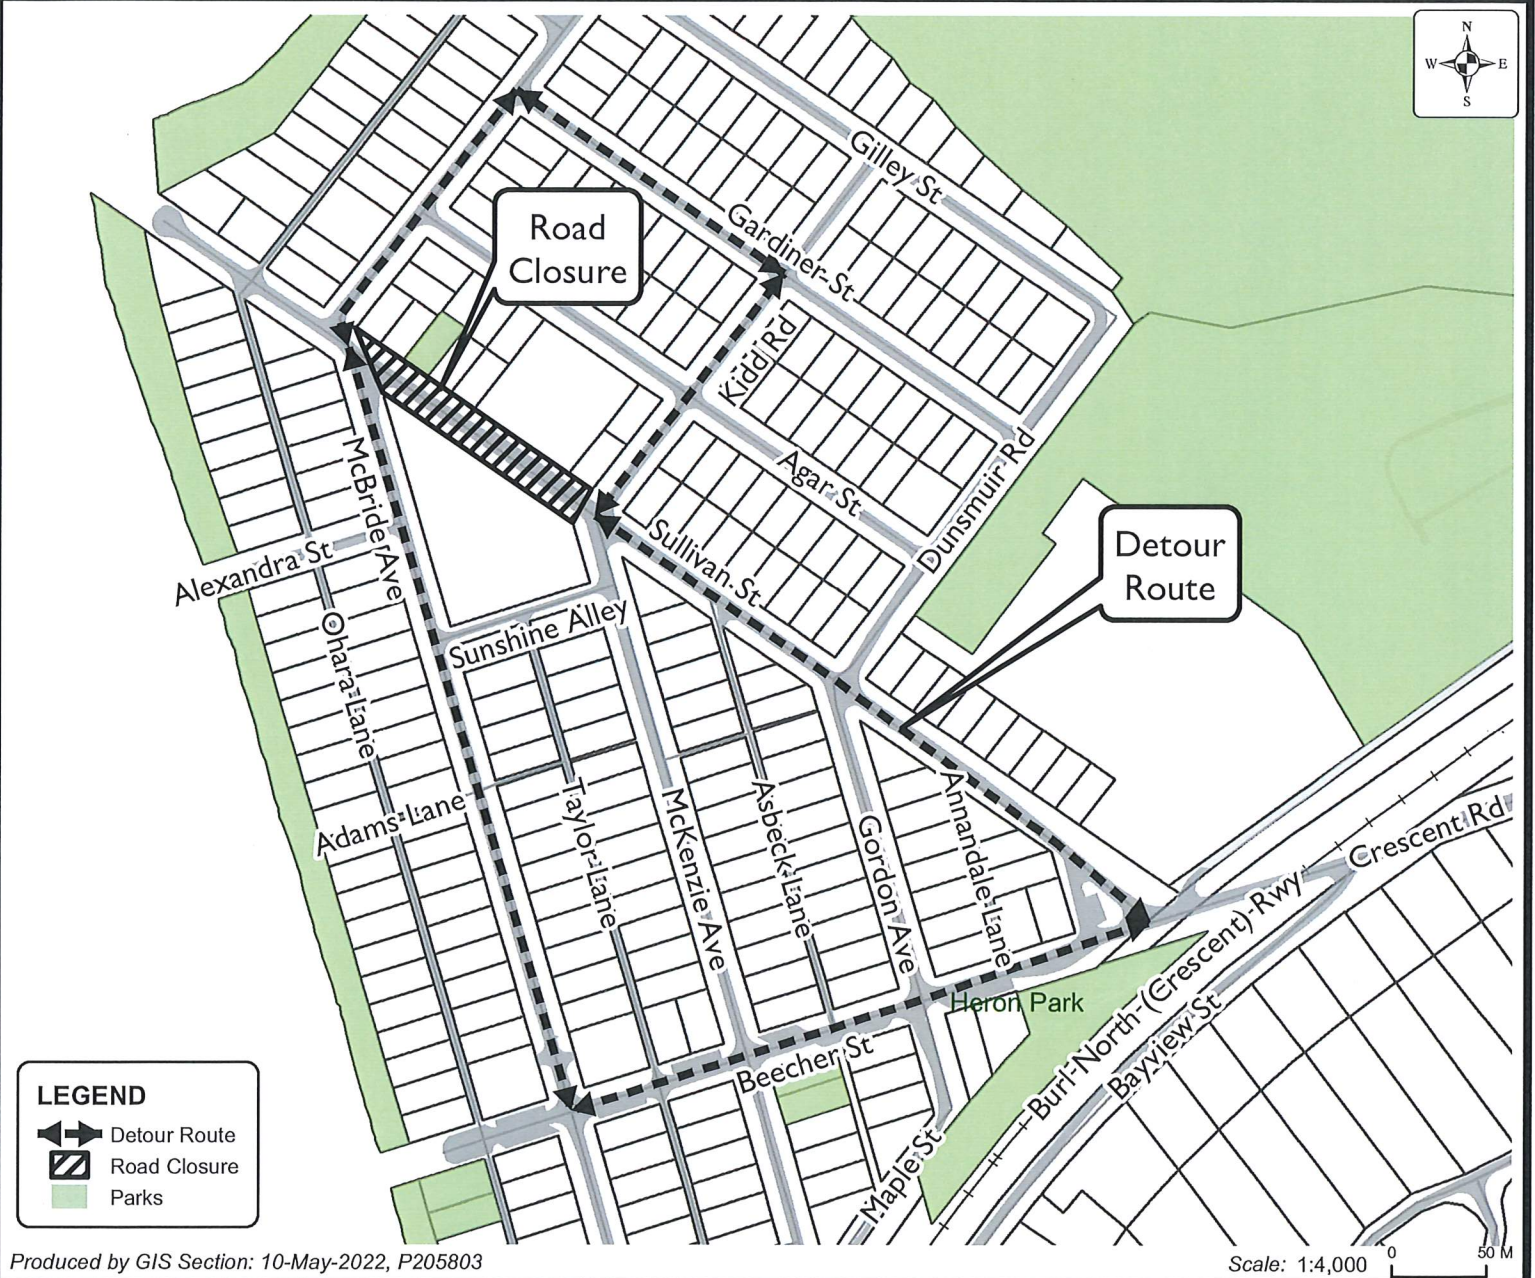 N
W E
S
Gilley St
Road
Closure
Gardiner St
Kidd Rd
McBride Ave
Agar St
Dunsmuir Rd
Sullivan St
Detour
Route
Alexandra St
Ohara Lane
Sunshine Alley
Adams Lane
Taylor Lane
McKenzie Ave
Asbeck Lane
Gordon Ave
Annandale Lane
Crescent Rd
Burl-North-(Crescent)-Rwy
Bayview St
Heron Park
Beecher St
Maple St
LEGEND
Detour Route
Road Closure
Parks
Produced by GIS Section: 10-May-2022, P205803
Scale: 1:4,000 0 50 M